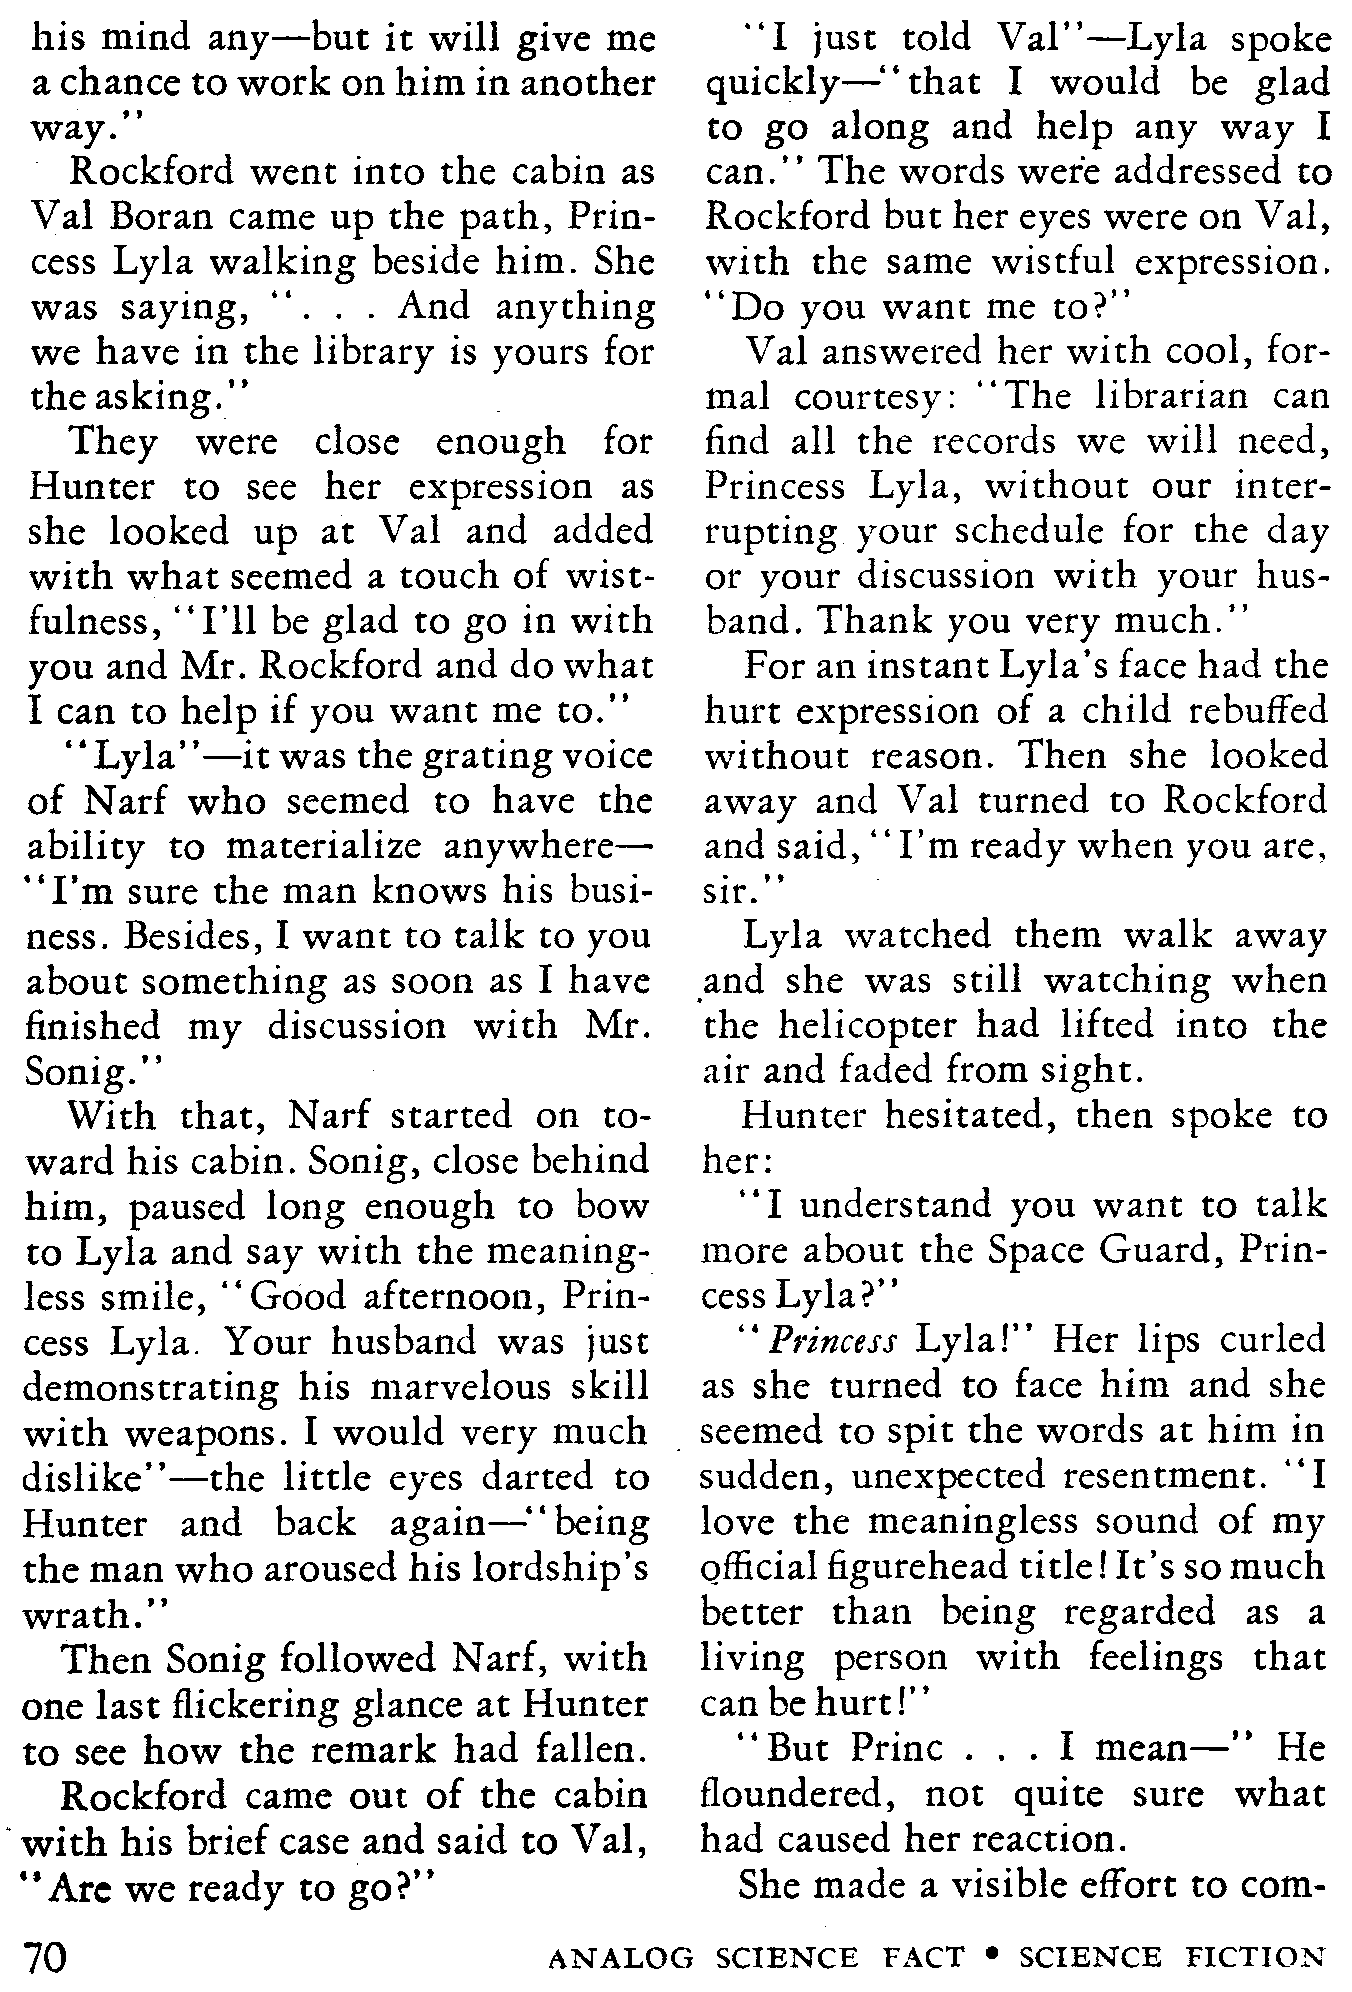 his mind any—but it will give me
a chance to work on him in another
way."
Rockford went into the cabin as
Val Boran came up the path, Prin-
cess Lyla walking beside him. She
was saying, ". . . And anything
we have in the library is yours for
the asking."
They were close enough for
Hunter to see her expression as
she looked up at Val and added
with what seemed a touch of wist-
fulness, "I'll be glad to go in with
you and Mr. Rockford and do what
I can to help if you want me to."
"Lyla"—it was the grating voice
of Narf who seemed to have the
ability to materialize anywhere—
"I'm sure the man knows his busi-
ness. Besides, I want to talk to you
about something as soon as I have
finished my discussion with Mr.
Sonig."
With that, Narf started on to-
ward his cabin. Sonig, close behind
him, paused long enough to bow
to Lyla and say with the meaning-
less smile, "Good afternoon, Prin-
cess Lyla. Your husband was just
demonstrating his marvelous skill
with weapons. I would very much
dislike"—the little eyes darted to
Hunter and back again—"being
the man who aroused his lordship's
wrath."
Then Sonig followed Narf, with
one last flickering glance at Hunter
to see how the remark had fallen.
Rockford came out of the cabin
with his brief case and said to Val,
"Are we ready to go?"
"I just told Val"—Lyla spoke
quickly—"that I would be glad
to go along and help any way I
can." The words were addressed to
Rockford but her eyes were on Val,
with the same wistful expression.
"Do you want me to?"
Val answered her with cool, for-
mal courtesy: "The librarian can
find all the records we will need,
Princess Lyla, without our inter-
rupting your schedule for the day
or your discussion with your hus-
band. Thank you very much."
For an instant Lyla's face had the
hurt expression of a child rebuffed
without reason. Then she looked
away and Val turned to Rockford
and said, "I'm ready when you are,
sir."
Lyla watched them walk away
and she was still watching when
the helicopter had lifted into the
air and faded from sight.
Hunter hesitated, then spoke to
her:
"I understand you want to talk
more about the Space Guard, Prin-
cess Lyla?"
"Princess Lyla!" Her lips curled
as she turned to face him and she
seemed to spit the words at him in
sudden, unexpected resentment. "I
love the meaningless sound of my
official figurehead title! It's so much
better than being regarded as a
living person with feelings that
can be hurt!"
"But Princ . . . I mean—" He
floundered, not quite sure what
had caused her reaction.
She made a visible effort to com-
70
ANALOG SCIENCE FACT • SCIENCE FICTION